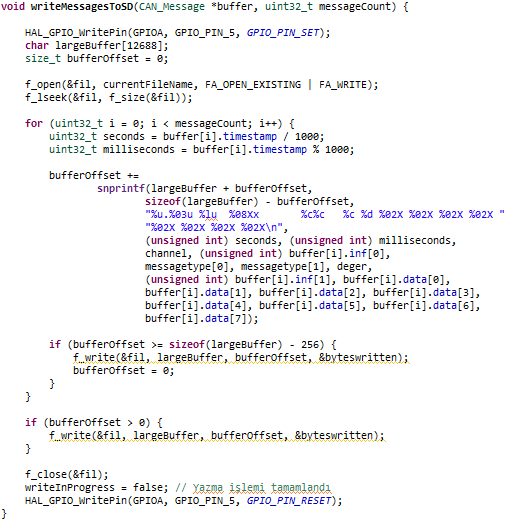 void writeMessagesToSD(CAN_Message *buffer, uint32_t messageCount) {
HAL_GPIO_WritePin(GPIOA, GPIO_PIN_5, GPIO_PIN_SET);
char largeBuffer[12688];
size_t bufferOffset = 0;
f_open(&fil, currentFileName, FA_OPEN_EXISTING | FA_WRITE);
f_lseek(&fil, f_size(&fil));
for (uint32_t i = 0; i < messageCount; i++) {
uint32_t seconds = buffer[i].timestamp / 1000;
uint32_t milliseconds = buffer[i].timestamp % 1000;
bufferOffset +=
snprintf(largeBuffer + bufferOffset,
sizeof(largeBuffer) - bufferOffset,
"%u.%03u %lu  %08Xx      %c%c   %c %d %02X %02X %02X %02X "
"%02X %02X %02X %02X\n",
(unsigned int) seconds, (unsigned int) milliseconds,
channel, (unsigned int) buffer[i].inf[0],
messagetype[0], messagetype[1], deger,
(unsigned int) buffer[i].inf[1], buffer[i].data[0],
buffer[i].data[1], buffer[i].data[2], buffer[i].data[3],
buffer[i].data[4], buffer[i].data[5], buffer[i].data[6],
buffer[i].data[7]);
if (bufferOffset >= sizeof(largeBuffer) - 256) {
f_write(&fil, largeBuffer, bufferOffset, &byteswritten);
bufferOffset = 0;
}
}
if (bufferOffset > 0) {
f_write(&fil, largeBuffer, bufferOffset, &byteswritten);
}
f_close(&fil);
writeInProgress = false; // Yazma işlemi tamamlandı
HAL_GPIO_WritePin(GPIOA, GPIO_PIN_5, GPIO_PIN_RESET);
}